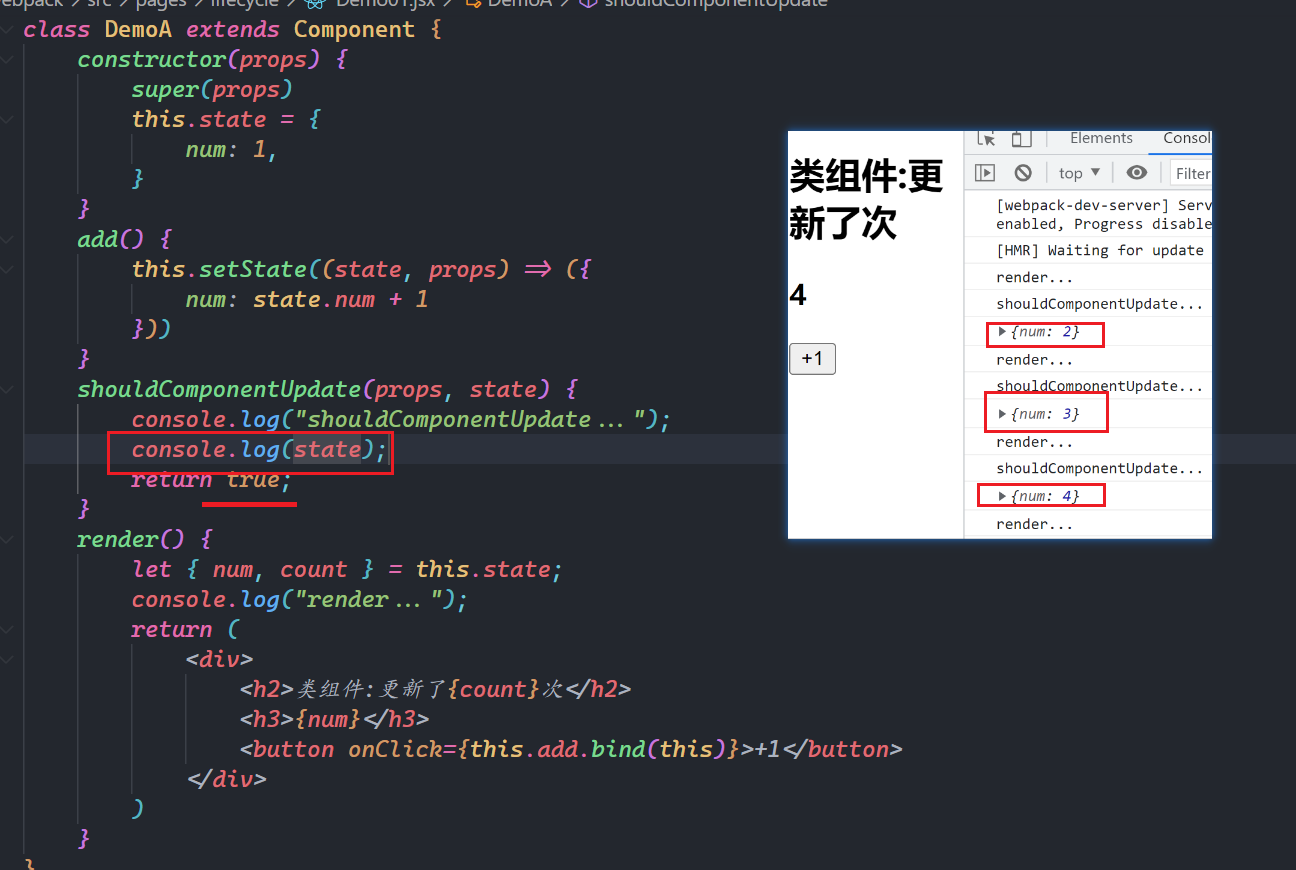 webpack > src > pages > lifecycle > Demo01.jsx > DemoA > shouldComponentUpdate
class DemoA extends Component {
constructor(props) {
super(props)
this.state = {
num: 1,
}
}
add() {
this.setState((state, props) => ({
num: state.num + 1
}))
}
shouldComponentUpdate(props, state) {
console.log("shouldComponentUpdate...");
console.log(state);
return true;
}
render() {
let { num, count } = this.state;
console.log("render...");
return (
<div>
<h2>类组件:更新了{count}次</h2>
<h3>{num}</h3>
<button onClick={this.add.bind(this)}>+1</button>
</div>
)
}
}
类组件:更
新了次
4
+1
Elements Consol
top ▼ Filter
[webpack-dev-server] Serv
enabled, Progress disable
[HMR] Waiting for update
render...
shouldComponentUpdate...
▶ {num: 2}
render...
shouldComponentUpdate...
▶ {num: 3}
render...
shouldComponentUpdate...
▶ {num: 4}
render...